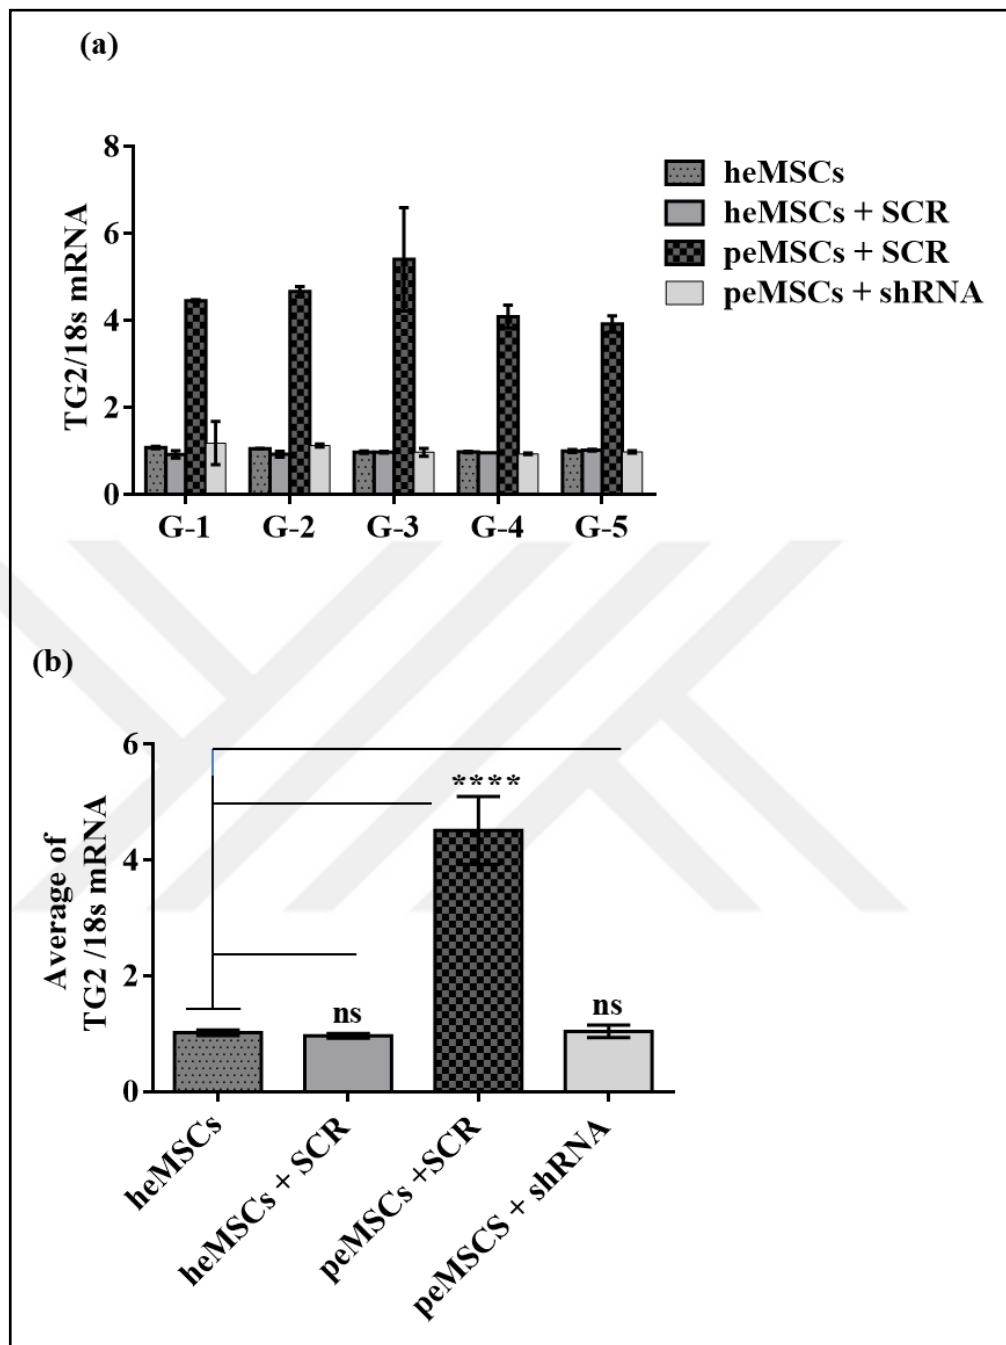 (a)
TG2/18s mRNA
8
6
4
2
0
G-1 G-2 G-3 G-4 G-5
heMSCs
heMSCs + SCR
peMSCs + SCR
peMSCs + shRNA
(b)
Average of
TG2 /18s mRNA
6
4
2
0
ns
****
ns
heMSCs
heMSCs + SCR
peMSCs +SCR
peMSCS + shRNA